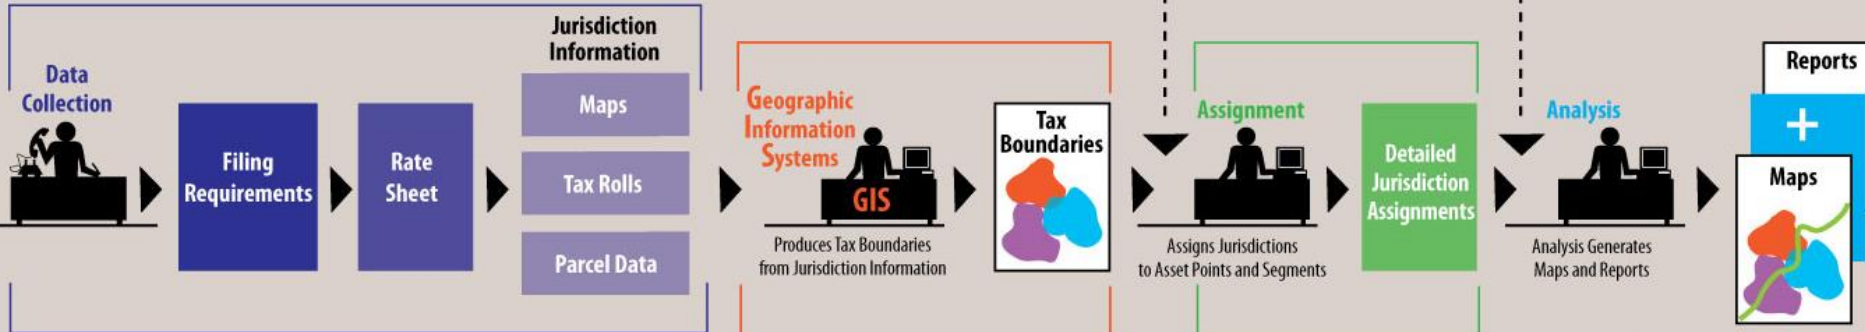 Data
Collection
Filing
Requirements
Rate
Sheet
Jurisdiction
Information
Maps
Tax Rolls
Parcel Data
Geographic
Information
Systems
GIS
Produces Tax Boundaries
from Jurisdiction Information
Tax
Boundaries
Assignment
Assigns Jurisdictions
to Asset Points and Segments
Detailed
Jurisdiction
Assignments
Analysis
Analysis Generates
Maps and Reports
Reports
+
Maps